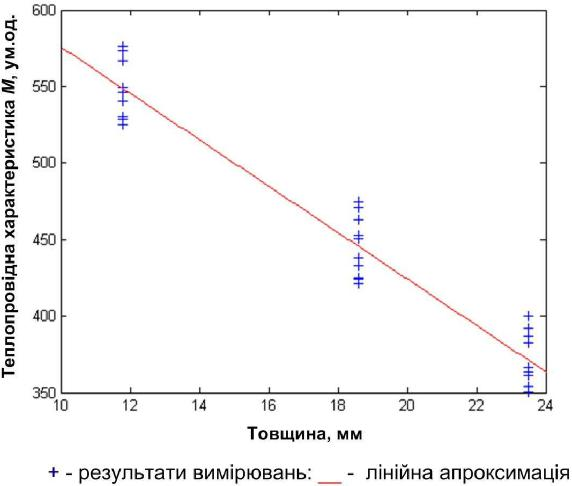 Теплопровідна характеристика М, ум.од.
600
550
500
450
400
350
10 12 14 16 18 20 22 24
Товщина, мм
+ - результати вимірювань: __ - лінійна апроксимація